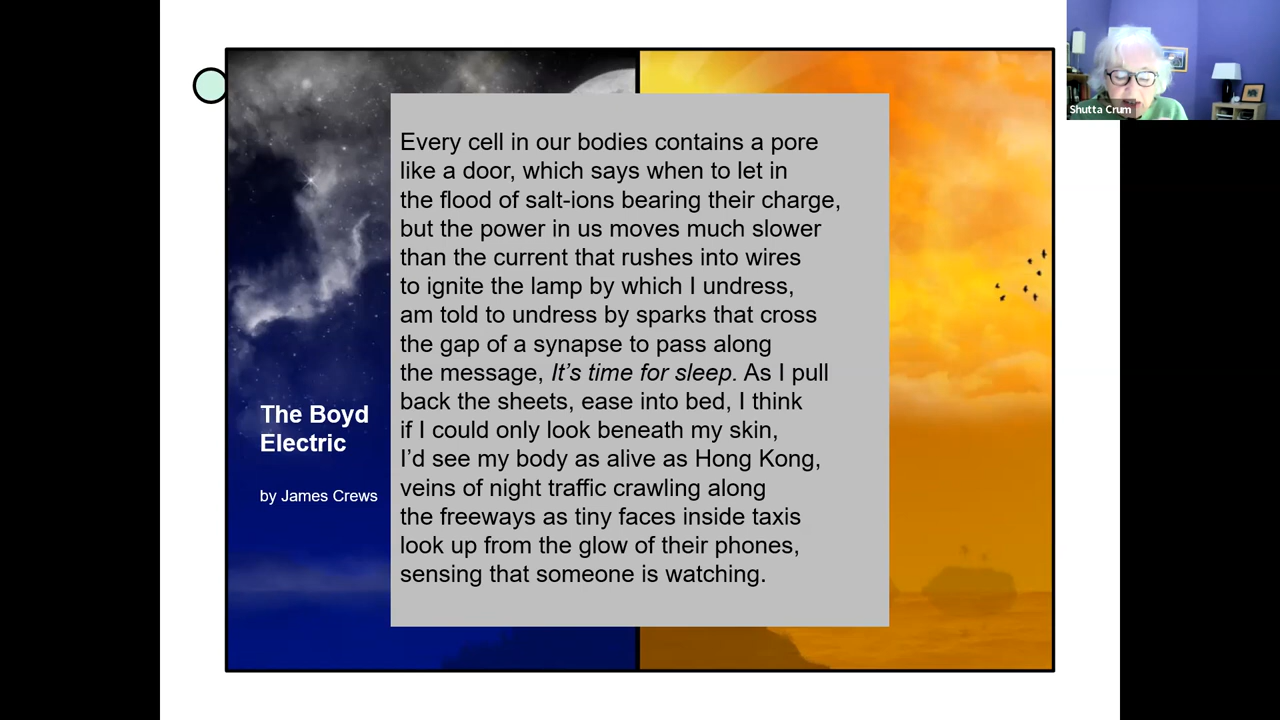 Shutta Crum
Every cell in our bodies contains a pore
like a door, which says when to let in
the flood of salt-ions bearing their charge,
but the power in us moves much slower
than the current that rushes into wires
to ignite the lamp by which I undress,
am told to undress by sparks that cross
the gap of a synapse to pass along
the message, It’s time for sleep. As I pull
back the sheets, ease into bed, I think
if I could only look beneath my skin,
I’d see my body as alive as Hong Kong,
veins of night traffic crawling along
the freeways as tiny faces inside taxis
look up from the glow of their phones,
sensing that someone is watching.
The Boyd
Electric
by James Crews